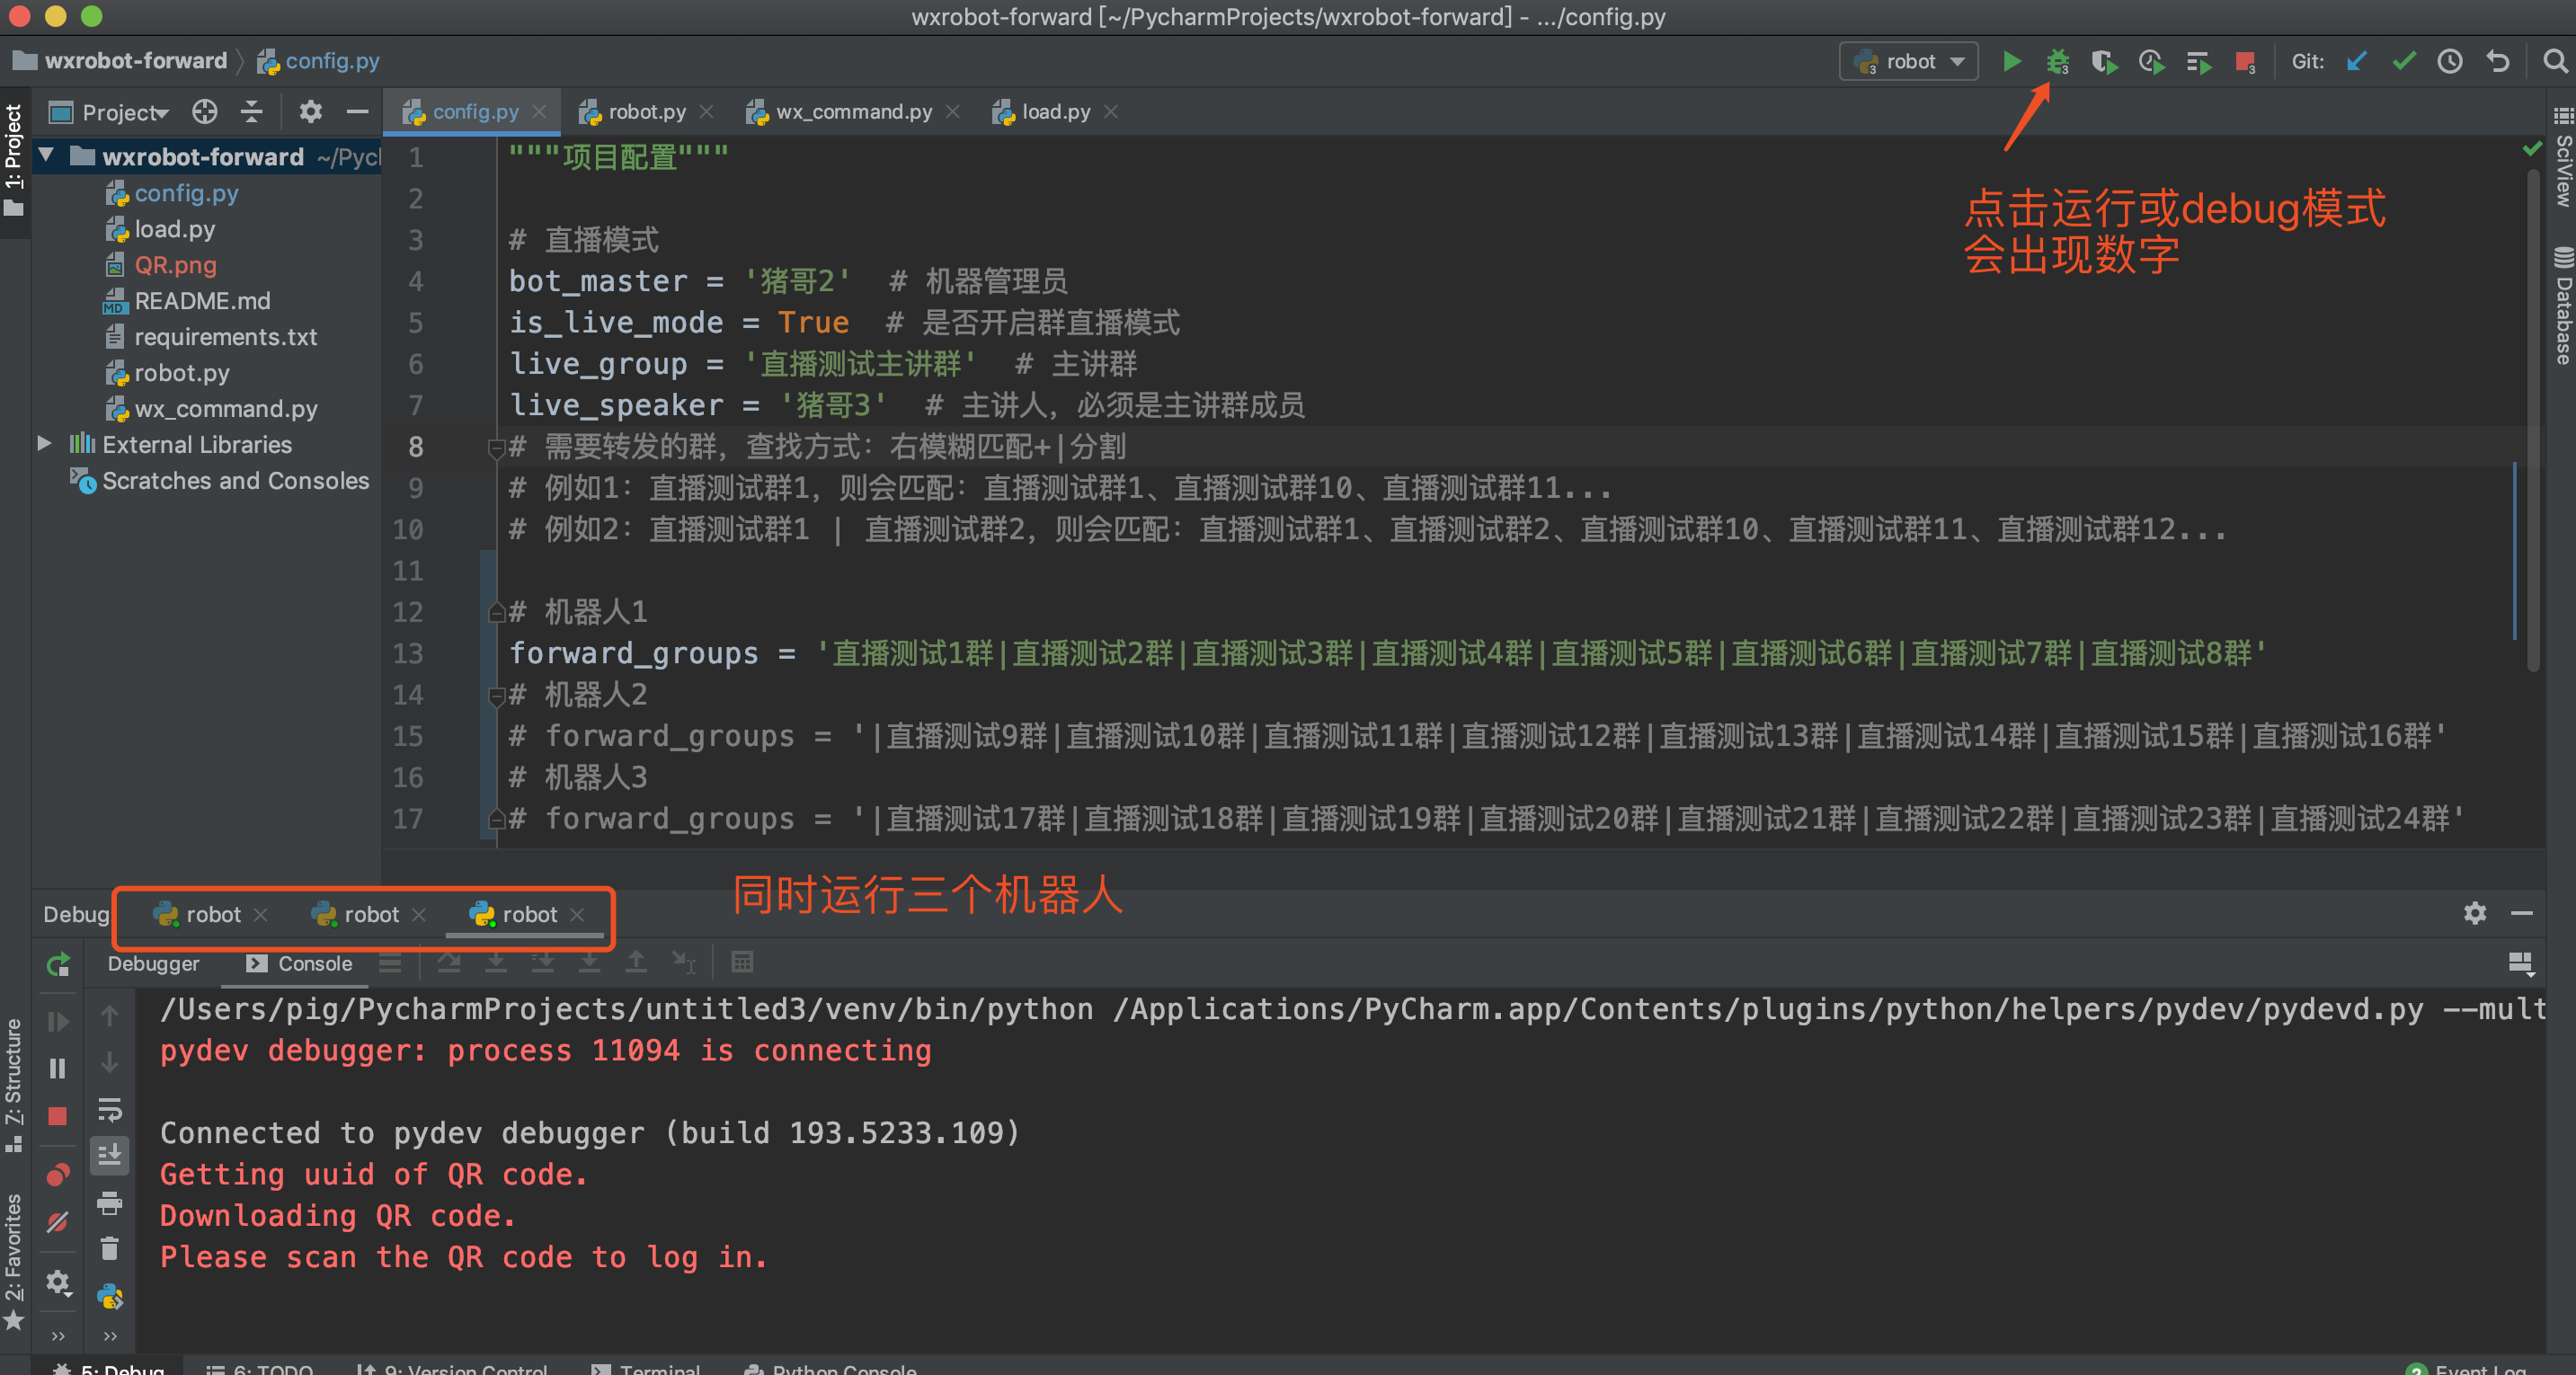 wxrobot-forward [~/PycharmProjects/wxrobot-forward] - .../config.py
wxrobot-forward
config.py
robot
Git:
Project
config.py
robot.py
wx_command.py
load.py
1: Project
wxrobot-forward ~/Pycl
config.py
load.py
QR.png
README.md
requirements.txt
robot.py
wx_command.py
External Libraries
Scratches and Consoles
1 """项目配置"""
2
3 # 直播模式
4 bot_master = '猪哥2' # 机器管理员
5 is_live_mode = True # 是否开启群直播模式
6 live_group = '直播测试主讲群' # 主讲群
7 live_speaker = '猪哥3' # 主讲人，必须是主讲群成员
8 # 需要转发的群，查找方式：右模糊匹配+|分割
9 # 例如1：直播测试群1，则会匹配：直播测试群1、直播测试群10、直播测试群11...
10 # 例如2：直播测试群1 | 直播测试群2，则会匹配：直播测试群1、直播测试群2、直播测试群10、直播测试群11、直播测试群12...
11
12 # 机器人1
13 forward_groups = '直播测试1群|直播测试2群|直播测试3群|直播测试4群|直播测试5群|直播测试6群|直播测试7群|直播测试8群'
14 # 机器人2
15 # forward_groups = '|直播测试9群|直播测试10群|直播测试11群|直播测试12群|直播测试13群|直播测试14群|直播测试15群|直播测试16群'
16 # 机器人3
17 # forward_groups = '|直播测试17群|直播测试18群|直播测试19群|直播测试20群|直播测试21群|直播测试22群|直播测试23群|直播测试24群'
点击运行或debug模式
会出现数字
SciView
Database
同时运行三个机器人
Debug
robot
robot
robot
Debugger
Console
/Users/pig/PycharmProjects/untitled3/venv/bin/python /Applications/PyCharm.app/Contents/plugins/python/helpers/pydev/pydevd.py --mult
pydev debugger: process 11094 is connecting
Connected to pydev debugger (build 193.5233.109)
Getting uuid of QR code.
Downloading QR code.
Please scan the QR code to log in.
7: Structure
2: Favorites
5: Debug
6: TODO
9: Version Control
Terminal
Python Console
2 Event Log